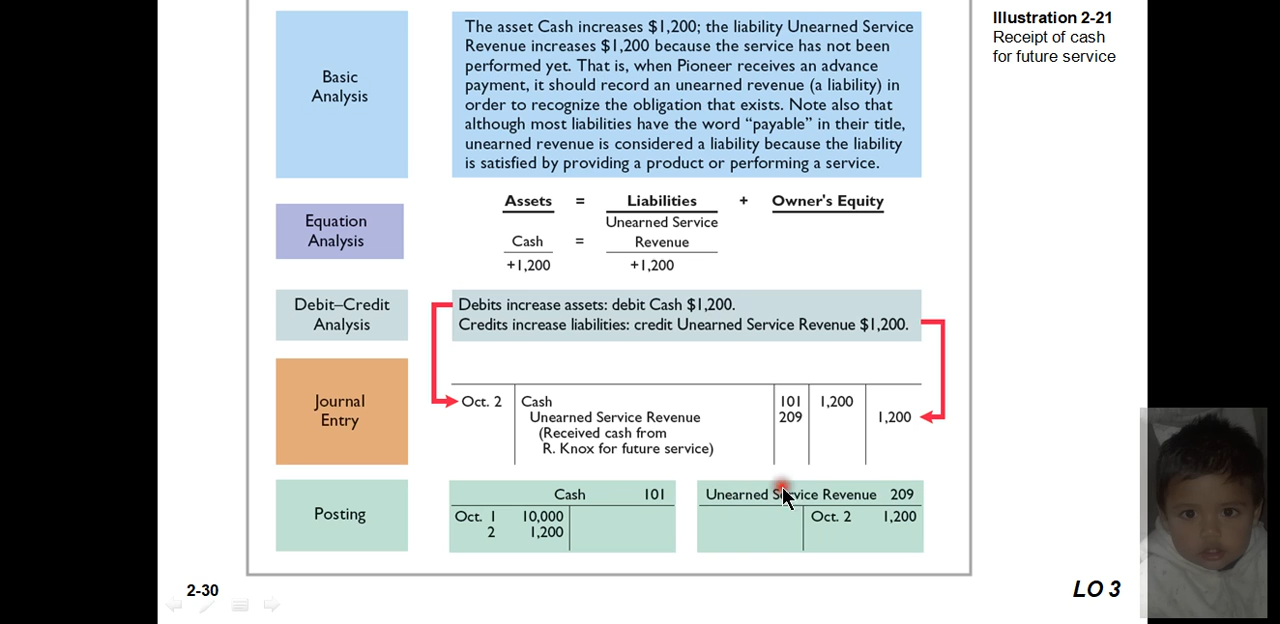 Illustration 2-21
Receipt of cash
for future service
Basic
Analysis
The asset Cash increases $1,200; the liability Unearned Service
Revenue increases $1,200 because the service has not been
performed yet. That is, when Pioneer receives an advance
payment, it should record an unearned revenue (a liability) in
order to recognize the obligation that exists. Note also that
although most liabilities have the word “payable” in their title,
unearned revenue is considered a liability because the liability
is satisfied by providing a product or performing a service.
Equation
Analysis
Assets = Liabilities + Owner's Equity
Unearned Service
Cash = Revenue
+1,200 +1,200
Debit–Credit
Analysis
Debits increase assets: debit Cash $1,200.
Credits increase liabilities: credit Unearned Service Revenue $1,200.
Journal
Entry
Oct. 2 Cash 101 1,200
Unearned Service Revenue 209 1,200
(Received cash from
R. Knox for future service)
Posting
Cash 101
Oct. 1 10,000
2 1,200
Unearned Service Revenue 209
Oct. 2 1,200
2-30
LO 3